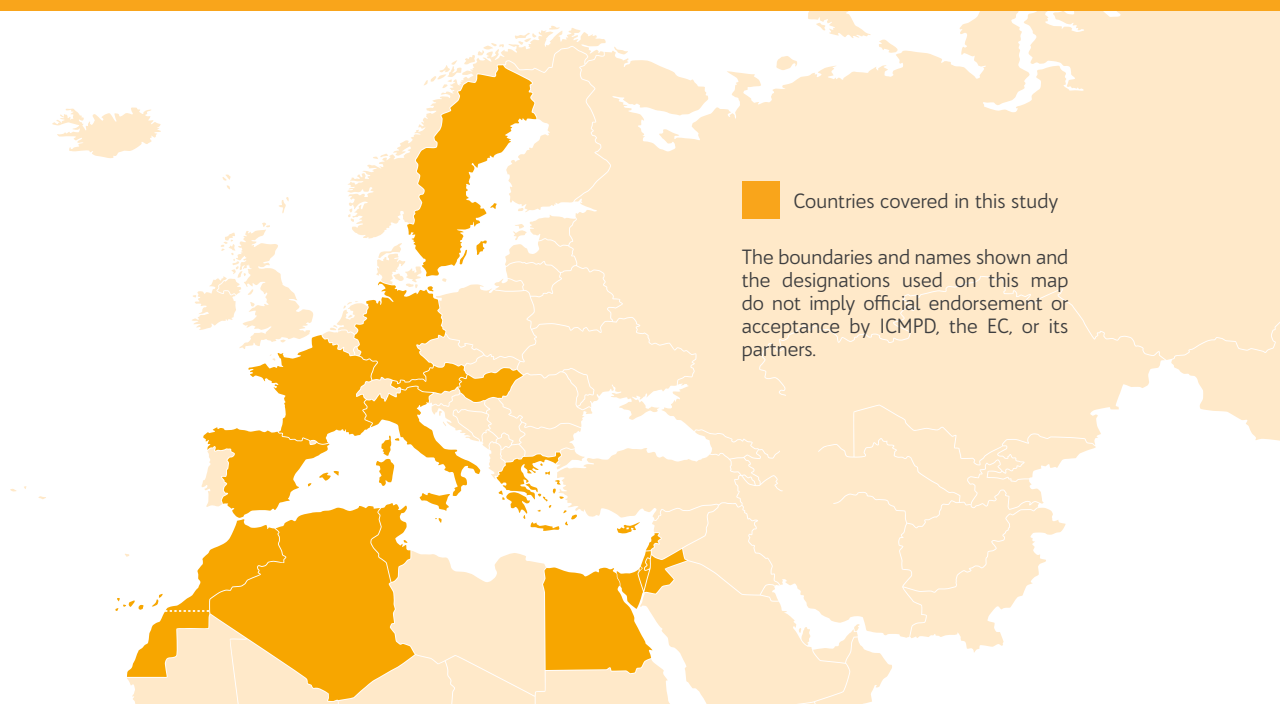 Countries covered in this study
The boundaries and names shown and
the designations used on this map
do not imply official endorsement or
acceptance by ICMPD, the EC, or its
partners.